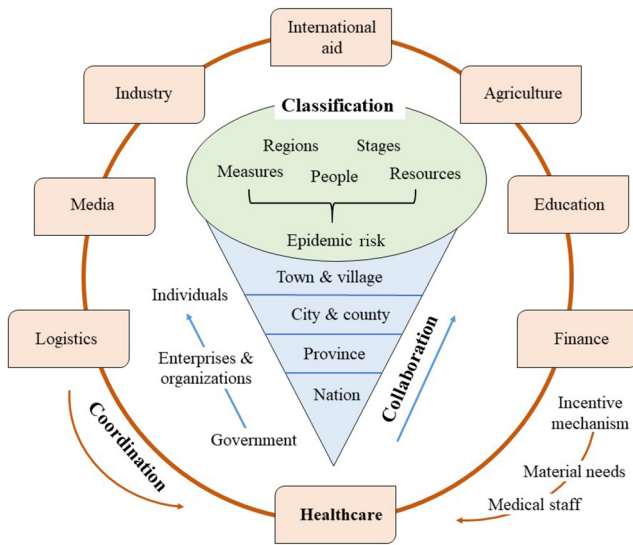 International
aid
Industry
Agriculture
Classification
Regions
Stages
Measures
People
Resources
Media
Education
Epidemic risk
Town & village
Individuals
City & county
Logistics
Enterprises &
organizations
Province
Collaboration
Finance
Nation
Incentive
mechanism
Coordination
Government
Material needs
Medical staff
Healthcare